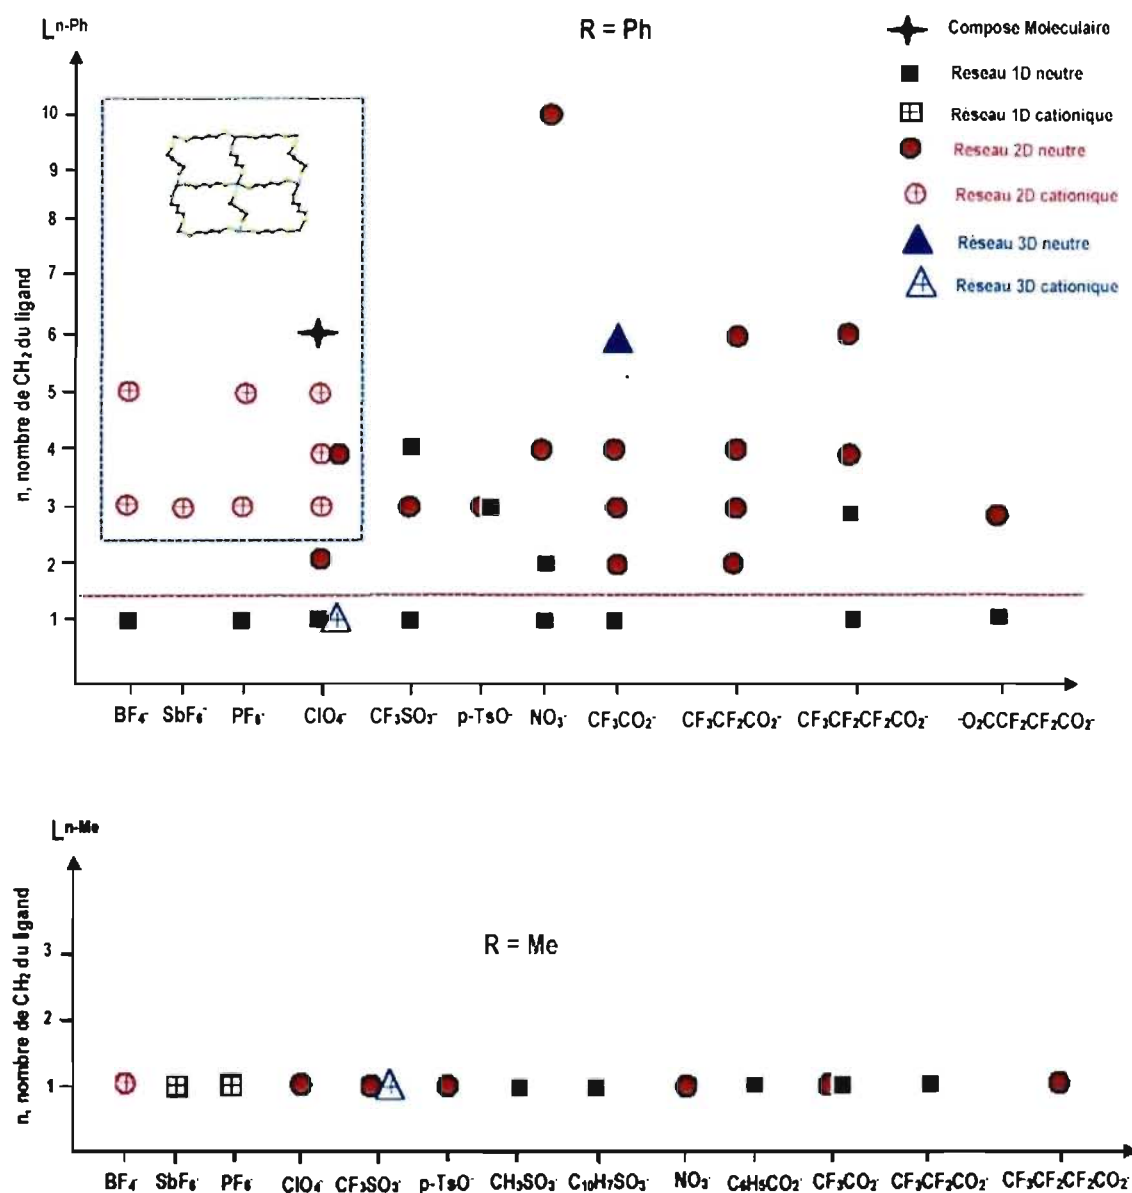 Lⁿ⁻ᴾʰ
R = Ph
Compose Moleculaire
Reseau 1D neutre
Réseau 1D cationique
Reseau 2D neutre
Reseau 2D cationique
Réseau 3D neutre
Réseau 3D cationique
n, nombre de CH₂ du ligand
10
9
8
7
6
5
4
3
2
1
BF₄⁻ SbF₆⁻ PF₆⁻ ClO₄⁻ CF₃SO₃⁻ p-TsO⁻ NO₃⁻ CF₃CO₂⁻ CF₃CF₂CO₂⁻ CF₃CF₂CF₂CO₂⁻ ⁻O₂CCF₂CF₂CO₂⁻
Lⁿ⁻ᴹᵉ
R = Me
n, nombre de CH₂ du ligand
3
2
1
BF₄⁻ SbF₆⁻ PF₆⁻ ClO₄⁻ CF₃SO₃⁻ p-TsO⁻ CH₃SO₃⁻ C₁₀H₇SO₃⁻ NO₃⁻ C₆H₅CO₂⁻ CF₃CO₂⁻ CF₃CF₂CO₂⁻ CF₃CF₂CF₂CO₂⁻